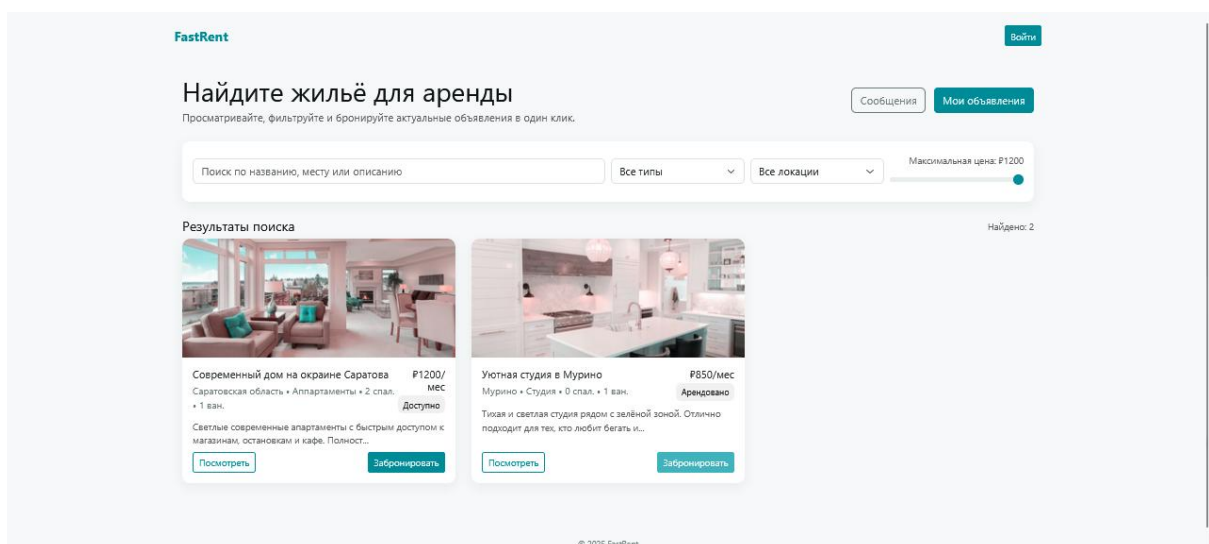 FastRent
Войти
Найдите жильё для аренды
Просматривайте, фильтруйте и бронируйте актуальные объявления в один клик.
Сообщения
Мои объявления
Поиск по названию, месту или описанию
Все типы
Все локации
Максимальная цена: ₽1200
Результаты поиска
Найдено: 2
Современный дом на окраине Саратова
₽1200/
мес
Саратовская область • Аппартаменты • 2 спал.
• 1 ван.
Доступно
Светлые современные апартаменты с быстрым доступом к
магазинам, остановкам и кафе. Полност...
Посмотреть
Забронировать
Уютная студия в Мурино
₽850/мес
Мурино • Студия • 0 спал. • 1 ван.
Арендовано
Тихая и светлая студия рядом с зелёной зоной. Отлично
подходит для тех, кто любит бегать и...
Посмотреть
Забронировать
© 2025 FastRent